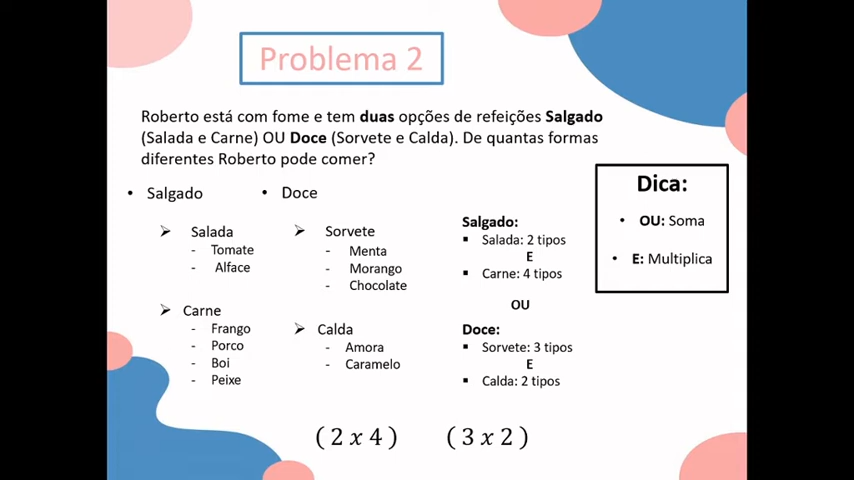 Problema 2
Roberto está com fome e tem duas opções de refeições Salgado
(Salada e Carne) OU Doce (Sorvete e Calda). De quantas formas
diferentes Roberto pode comer?
• Salgado
➢ Salada
- Tomate
- Alface
➢ Carne
- Frango
- Porco
- Boi
- Peixe
• Doce
➢ Sorvete
- Menta
- Morango
- Chocolate
➢ Calda
- Amora
- Caramelo
Salgado:
▪ Salada: 2 tipos
E
▪ Carne: 4 tipos
OU
Doce:
▪ Sorvete: 3 tipos
E
▪ Calda: 2 tipos
Dica:
• OU: Soma
• E: Multiplica
( 2 x 4 ) ( 3 x 2 )